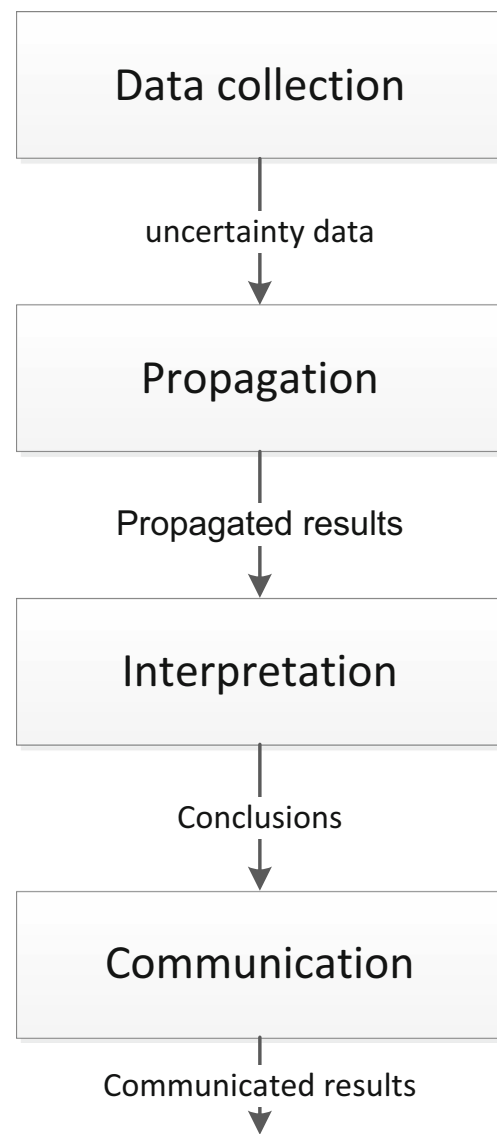 Data collection
uncertainty data
Propagation
Propagated results
Interpretation
Conclusions
Communication
Communicated results